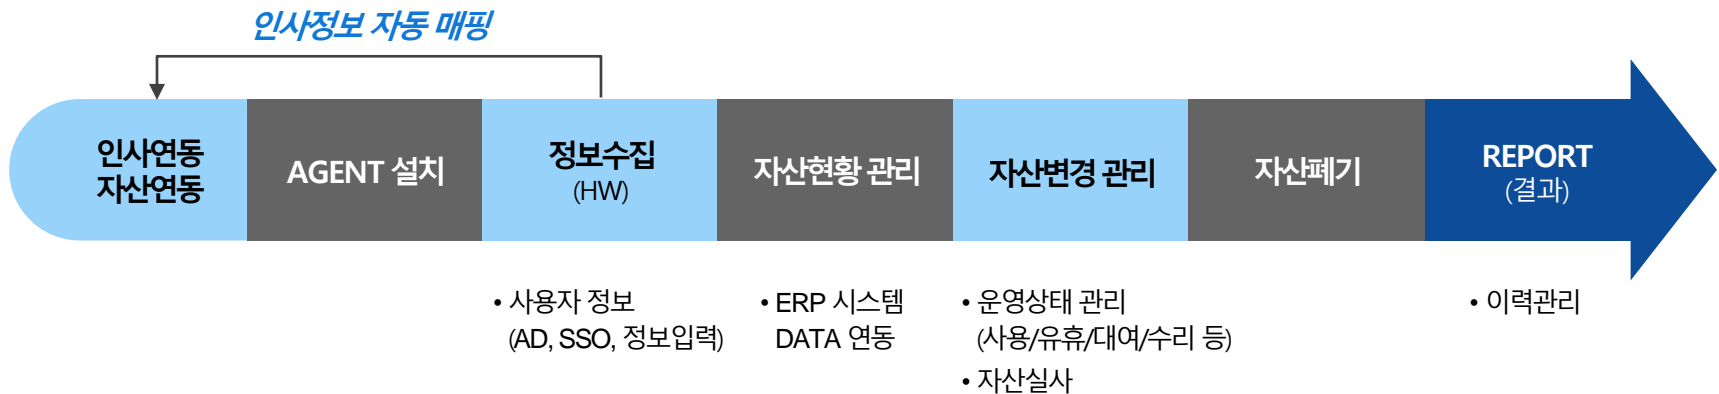 인사정보 자동 매핑
인사연동
자산연동
AGENT 설치
정보수집
(HW)
자산현황 관리
자산변경 관리
자산폐기
REPORT
(결과)
• 사용자 정보
(AD, SSO, 정보입력)
• ERP 시스템
DATA 연동
• 운영상태 관리
(사용/유휴/대여/수리 등)
• 자산실사
• 이력관리